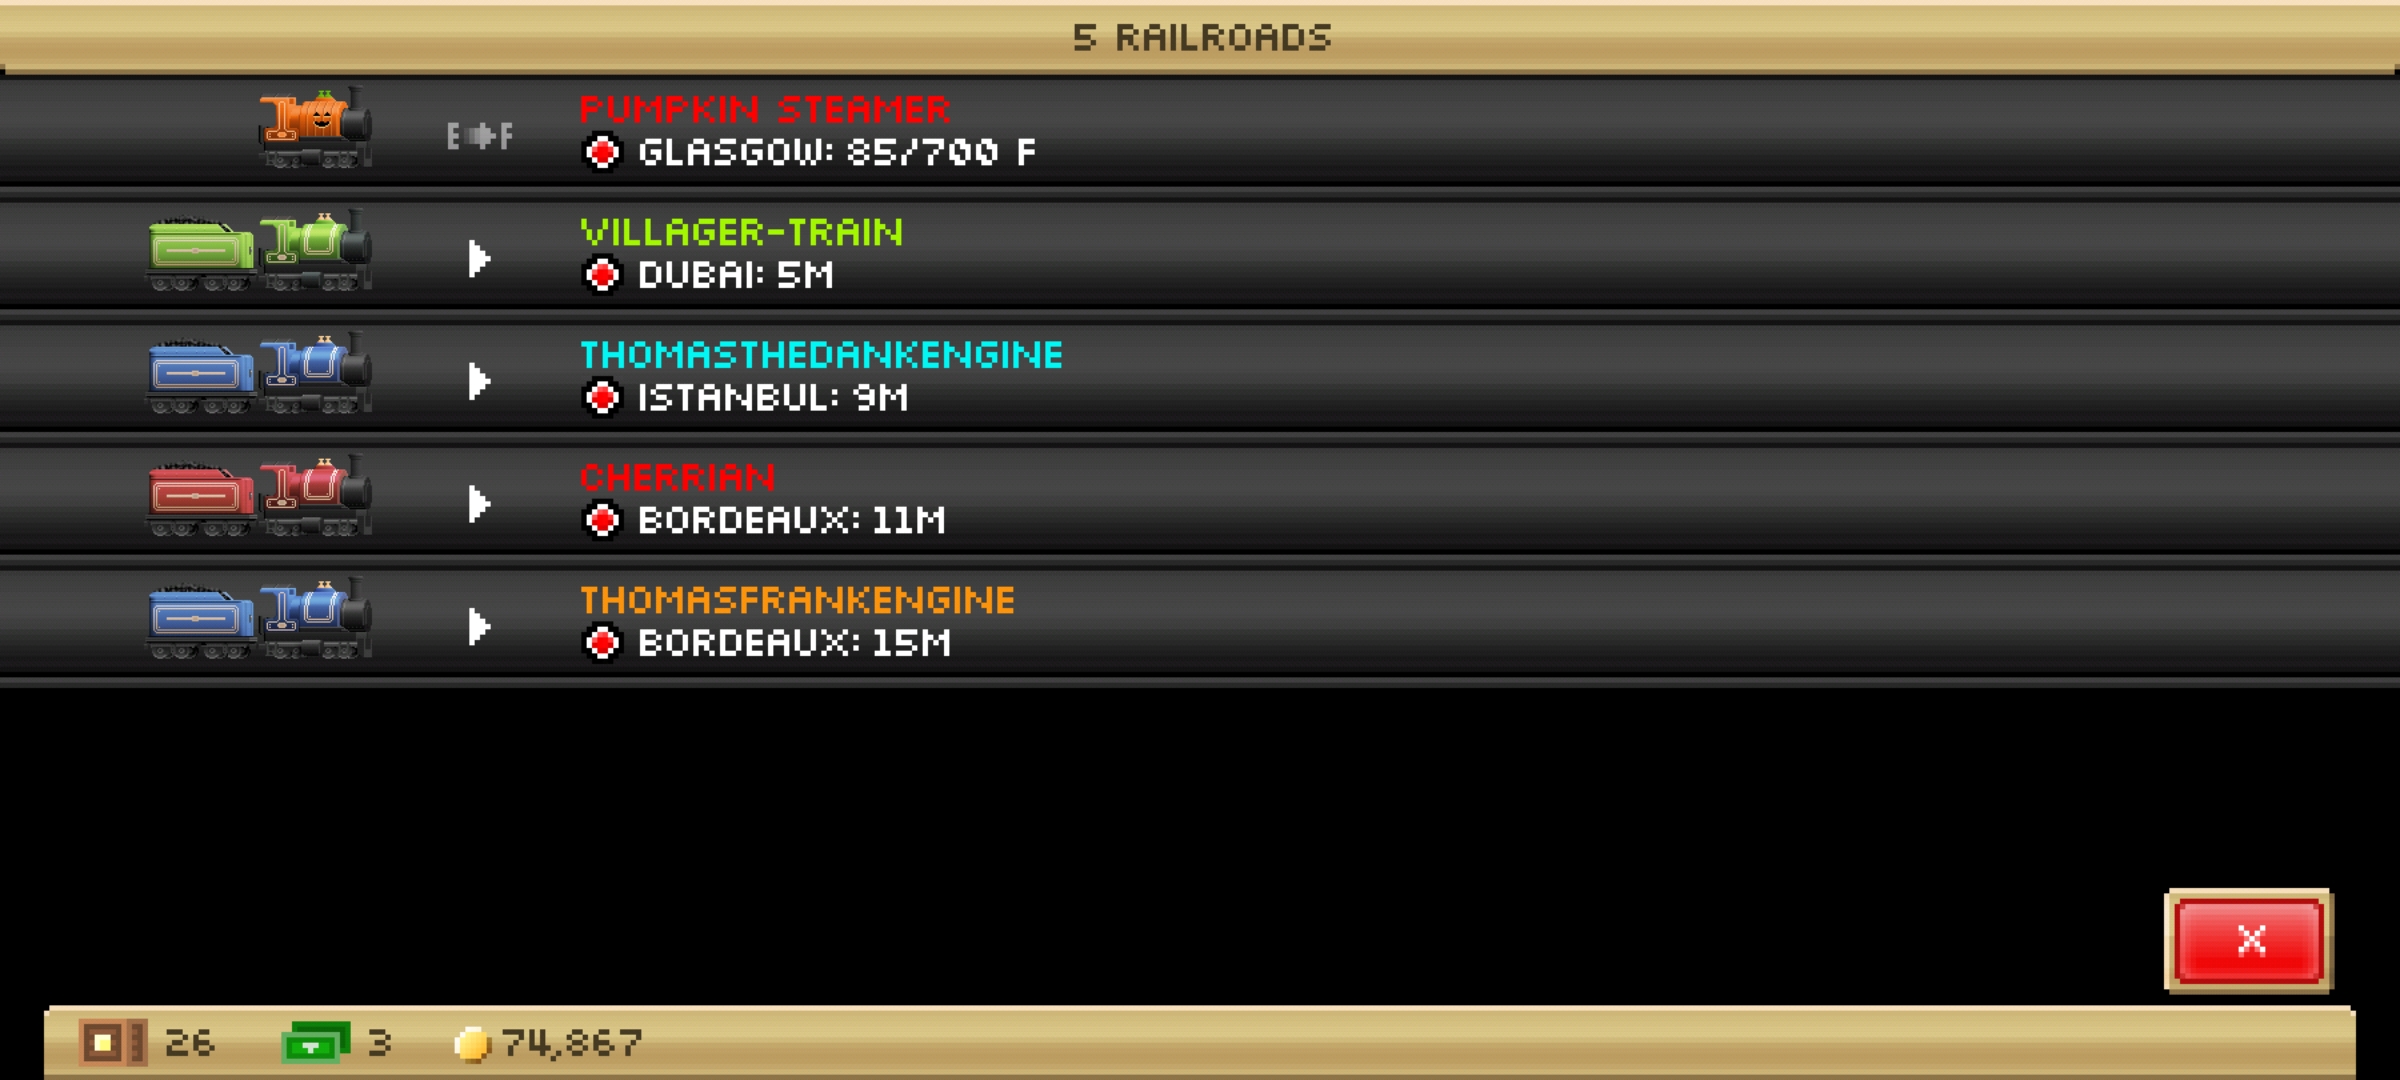 5 RAILROADS
E F
PUMPKIN STEAMER
GLASGOW: 85/700 F
VILLAGER-TRAIN
DUBAI: 5M
THOMASTHEDANKENGINE
ISTANBUL: 9M
CHERRIAN
BORDEAUX: 11M
THOMASFRANKENGINE
BORDEAUX: 15M
X
26 3 74,867